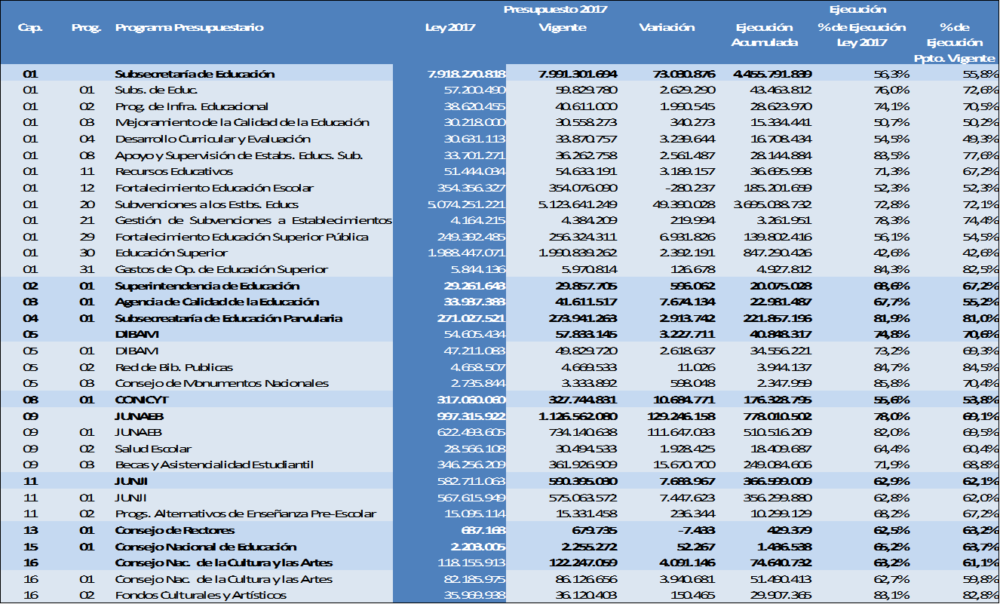 Presupuesto 2017 Ejecución
Cap. Prog. Programa Presupuestario Ley 2017 Vigente Variación Ejecución % de Ejecución % de
Acumulada Ley 2017 Ejecución
Ppto. Vigente
01 Subsecretaría de Educación 7.918.270.818 7.991.301.694 73.030.876 4.455.791.839 56,3% 55,8%
01 01 Subs. de Educ. 57.200.490 59.829.780 2.629.290 43.463.812 76,0% 72,6%
01 02 Prog. de Infra. Educacional 38.620.455 40.611.000 1.990.545 28.623.970 74,1% 70,5%
01 03 Mejoramiento de la Calidad de la Educación 30.218.000 30.558.273 340.273 15.334.441 50,7% 50,2%
01 04 Desarrollo Curricular y Evaluación 30.631.113 33.870.757 3.239.644 16.708.434 54,5% 49,3%
01 08 Apoyo y Supervisión de Estabs. Educs. Sub. 33.701.271 36.262.758 2.561.487 28.144.884 83,5% 77,6%
01 11 Recursos Educativos 51.444.034 54.633.191 3.189.157 36.695.998 71,3% 67,2%
01 12 Fortalecimiento Educación Escolar 354.356.327 354.076.090 -280.237 185.201.659 52,3% 52,3%
01 20 Subvenciones a los Estbs. Educs 5.074.251.221 5.123.641.249 49.390.028 3.695.038.732 72,8% 72,1%
01 21 Gestión de Subvenciones a Establecimientos 4.164.215 4.384.209 219.994 3.261.951 78,3% 74,4%
01 29 Fortalecimiento Educación Superior Pública 249.392.485 256.324.311 6.931.826 139.802.416 56,1% 54,5%
01 30 Educación Superior 1.988.447.071 1.990.839.262 2.392.191 847.290.426 42,6% 42,6%
01 31 Gastos de Op. de Educación Superior 5.844.136 5.970.814 126.678 4.927.812 84,3% 82,5%
02 01 Superintendencia de Educación 29.261.643 29.857.705 596.062 20.075.028 68,6% 67,2%
03 01 Agencia de Calidad de la Educación 33.937.383 41.611.517 7.674.134 22.981.487 67,7% 55,2%
04 01 Subsecreataría de Educación Parvularia 271.027.521 273.941.263 2.913.742 221.857.196 81,9% 81,0%
05 DIBAM 54.605.434 57.833.145 3.227.711 40.848.317 74,8% 70,6%
05 01 DIBAM 47.211.083 49.829.720 2.618.637 34.556.221 73,2% 69,3%
05 02 Red de Bib. Publicas 4.658.507 4.669.533 11.026 3.944.137 84,7% 84,5%
05 03 Consejo de Monumentos Nacionales 2.735.844 3.333.892 598.048 2.347.959 85,8% 70,4%
08 01 CONICYT 317.060.060 327.744.831 10.684.771 176.328.795 55,6% 53,8%
09 JUNAEB 997.315.922 1.126.562.080 129.246.158 778.010.502 78,0% 69,1%
09 01 JUNAEB 622.493.605 734.140.638 111.647.033 510.516.209 82,0% 69,5%
09 02 Salud Escolar 28.566.108 30.494.533 1.928.425 18.409.687 64,4% 60,4%
09 03 Becas y Asistencialidad Estudiantil 346.256.209 361.926.909 15.670.700 249.084.606 71,9% 68,8%
11 JUNJI 582.711.063 590.395.030 7.683.967 366.599.009 62,9% 62,1%
11 01 JUNJI 567.615.949 575.063.572 7.447.623 356.299.880 62,8% 62,0%
11 02 Progs. Alternativos de Enseñanza Pre-Escolar 15.095.114 15.331.458 236.344 10.299.129 68,2% 67,2%
13 01 Consejo de Rectores 687.168 679.735 -7.433 429.379 62,5% 63,2%
15 01 Consejo Nacional de Educación 2.203.005 2.255.272 52.267 1.436.538 65,2% 63,7%
16 Consejo Nac. de la Cultura y las Artes 118.155.913 122.247.059 4.091.146 74.640.732 63,2% 61,1%
16 01 Consejo Nac. de la Cultura y las Artes 82.185.975 86.126.656 3.940.681 51.490.413 62,7% 59,8%
16 02 Fondos Culturales y Artísticos 35.969.938 36.120.403 150.465 29.907.365 83,1% 82,8%